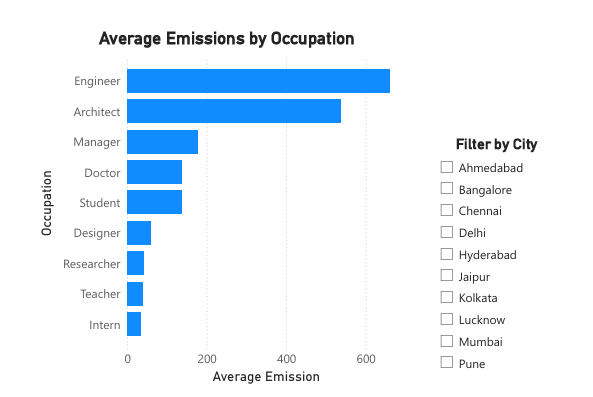 Average Emissions by Occupation
Occupation
Engineer
Architect
Manager
Doctor
Student
Designer
Researcher
Teacher
Intern
0 200 400 600
Average Emission
Filter by City
Ahmedabad
Bangalore
Chennai
Delhi
Hyderabad
Jaipur
Kolkata
Lucknow
Mumbai
Pune